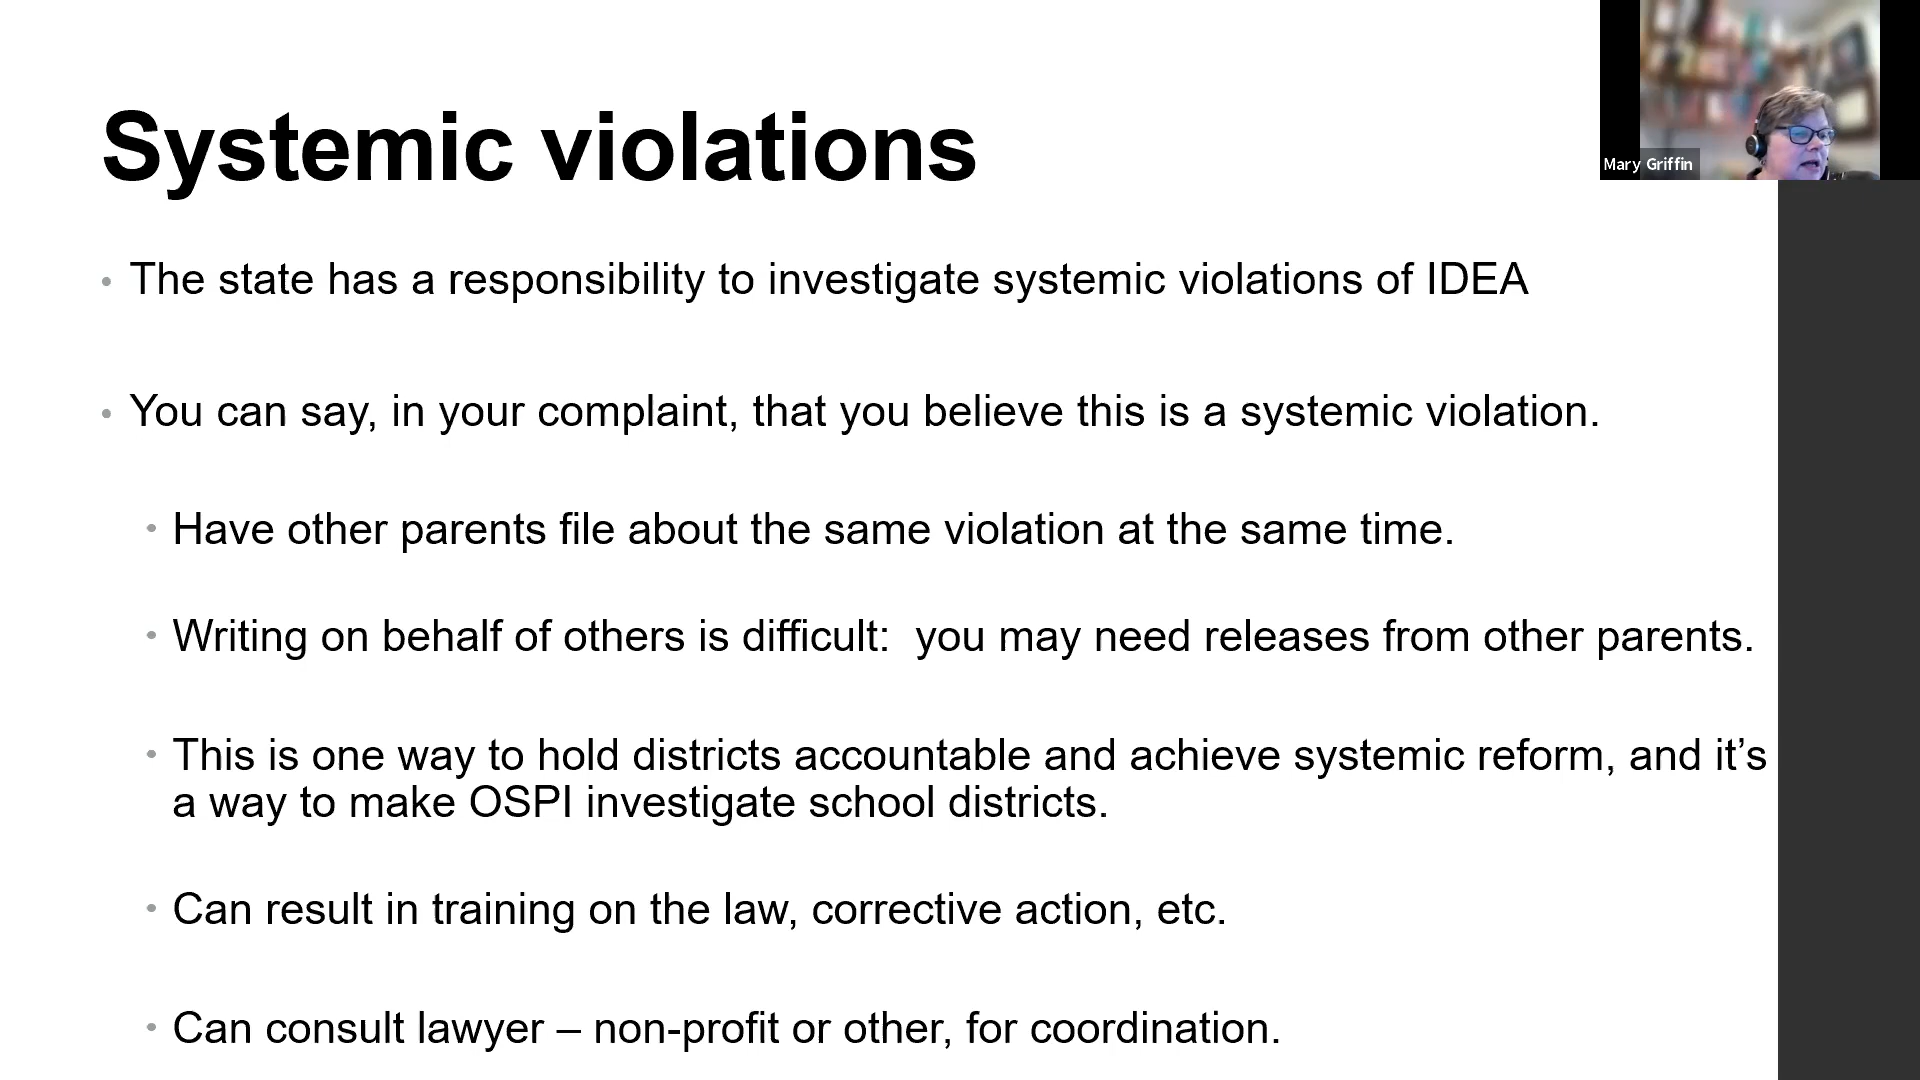 Systemic violations
Mary Griffin
• The state has a responsibility to investigate systemic violations of IDEA
• You can say, in your complaint, that you believe this is a systemic violation.
• Have other parents file about the same violation at the same time.
• Writing on behalf of others is difficult:  you may need releases from other parents.
• This is one way to hold districts accountable and achieve systemic reform, and it’s
a way to make OSPI investigate school districts.
• Can result in training on the law, corrective action, etc.
• Can consult lawyer – non-profit or other, for coordination.